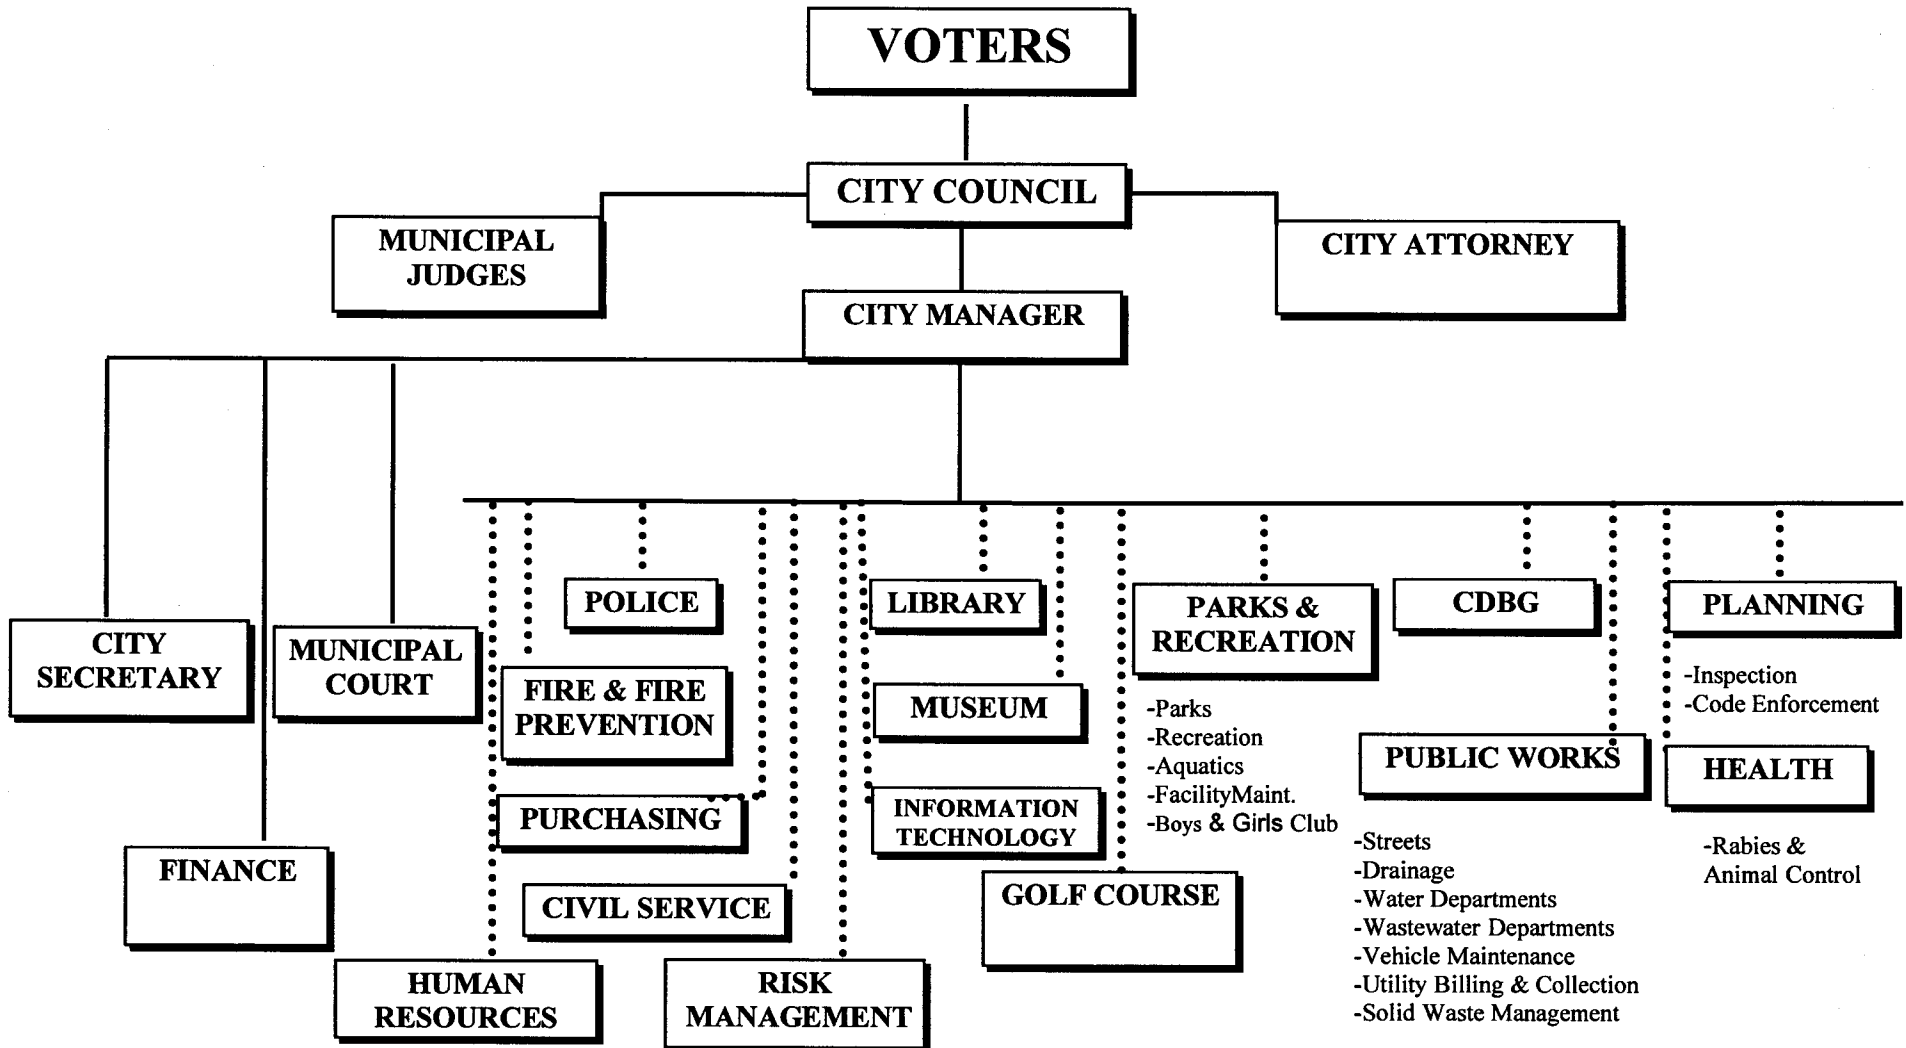 VOTERS
CITY COUNCIL
MUNICIPAL
JUDGES
CITY ATTORNEY
CITY MANAGER
CITY
SECRETARY
FINANCE
MUNICIPAL
COURT
POLICE
FIRE & FIRE
PREVENTION
PURCHASING
CIVIL SERVICE
HUMAN
RESOURCES
RISK
MANAGEMENT
LIBRARY
MUSEUM
INFORMATION
TECHNOLOGY
GOLF COURSE
PARKS &
RECREATION
-Parks
-Recreation
-Aquatics
-FacilityMaint.
-Boys & Girls Club
CDBG
PUBLIC WORKS
-Streets
-Drainage
-Water Departments
-Wastewater Departments
-Vehicle Maintenance
-Utility Billing & Collection
-Solid Waste Management
PLANNING
-Inspection
-Code Enforcement
HEALTH
-Rabies &
Animal Control